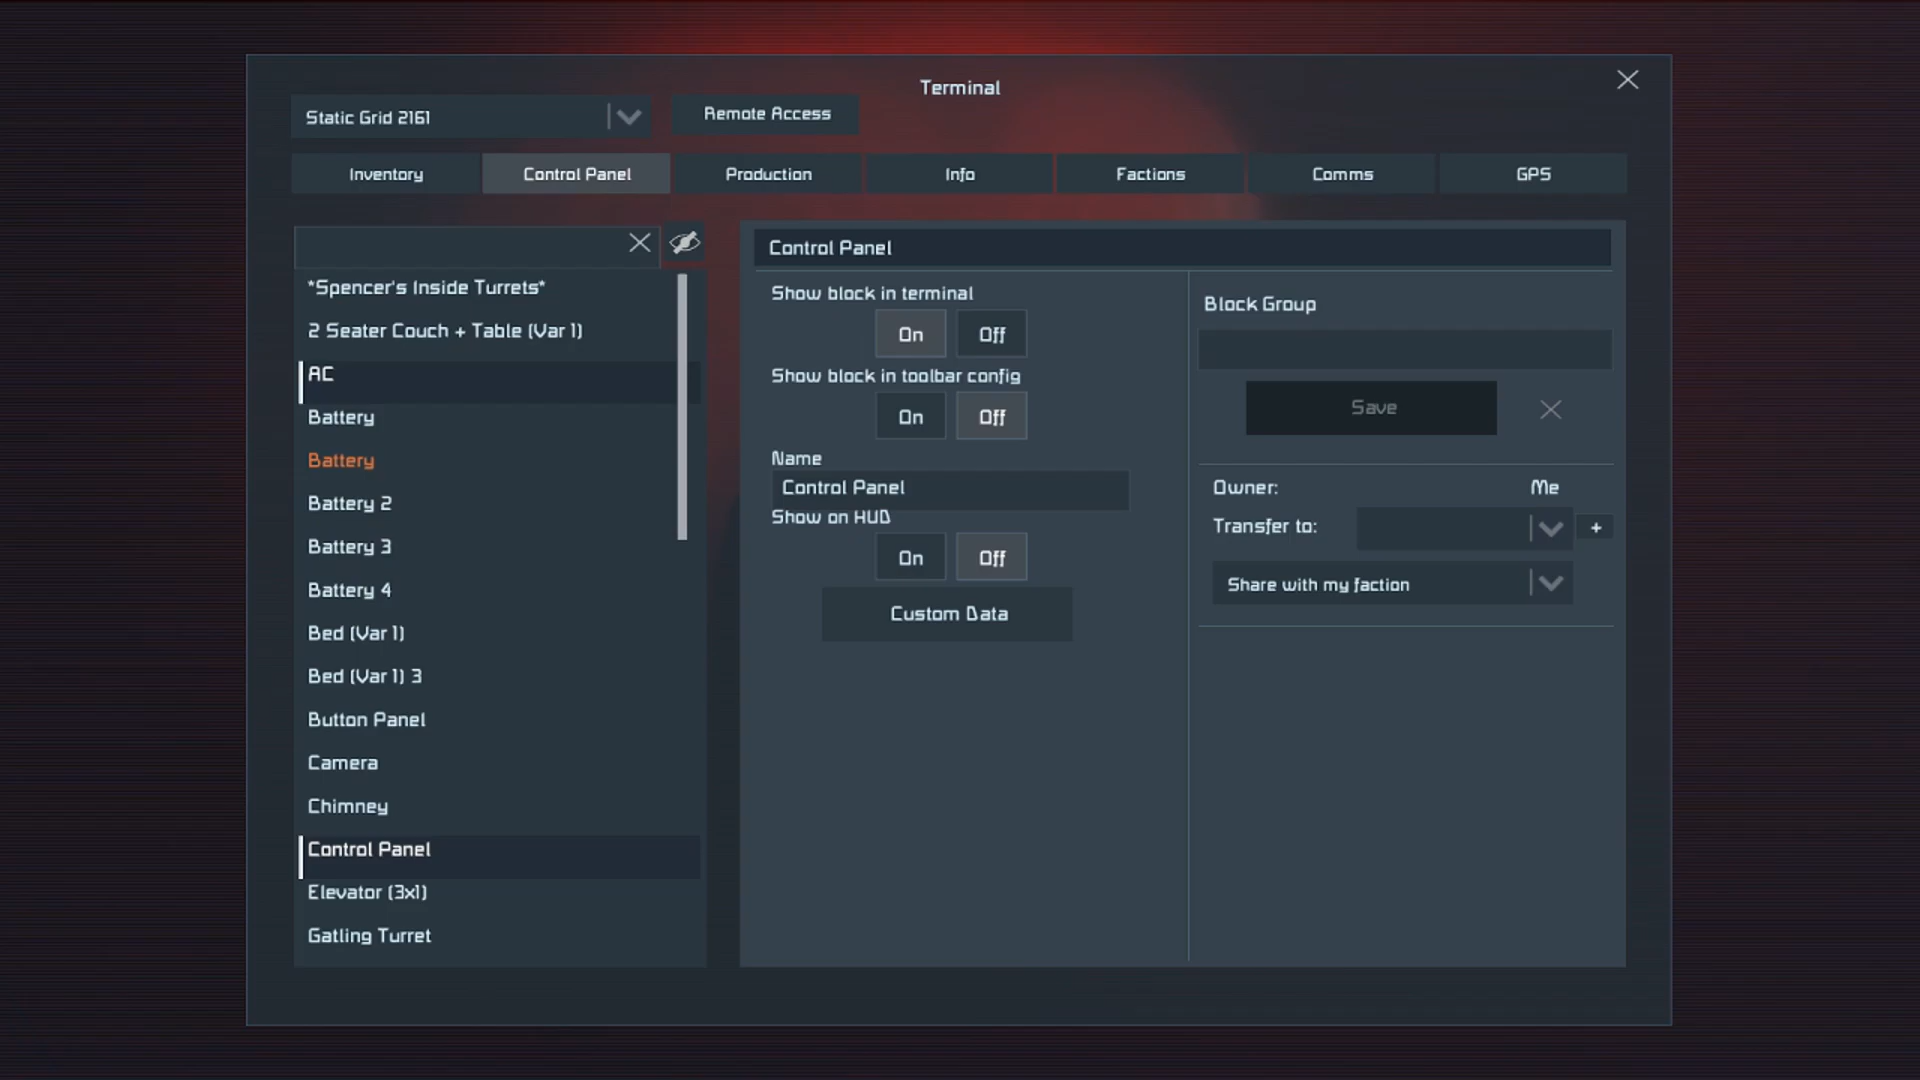 Terminal
Static Grid 2161
Remote Access
Inventory
Control Panel
Production
Info
Factions
Comms
GPS
*Spencer's Inside Turrets*
2 Seater Couch + Table (Var 1)
AC
Battery
Battery
Battery 2
Battery 3
Battery 4
Bed (Var 1)
Bed (Var 1) 3
Button Panel
Camera
Chimney
Control Panel
Elevator (3x1)
Gatling Turret
Control Panel
Show block in terminal
On Off
Show block in toolbar config
On Off
Name
Control Panel
Show on HUD
On Off
Custom Data
Block Group
Save
Owner: Me
Transfer to: +
Share with my faction